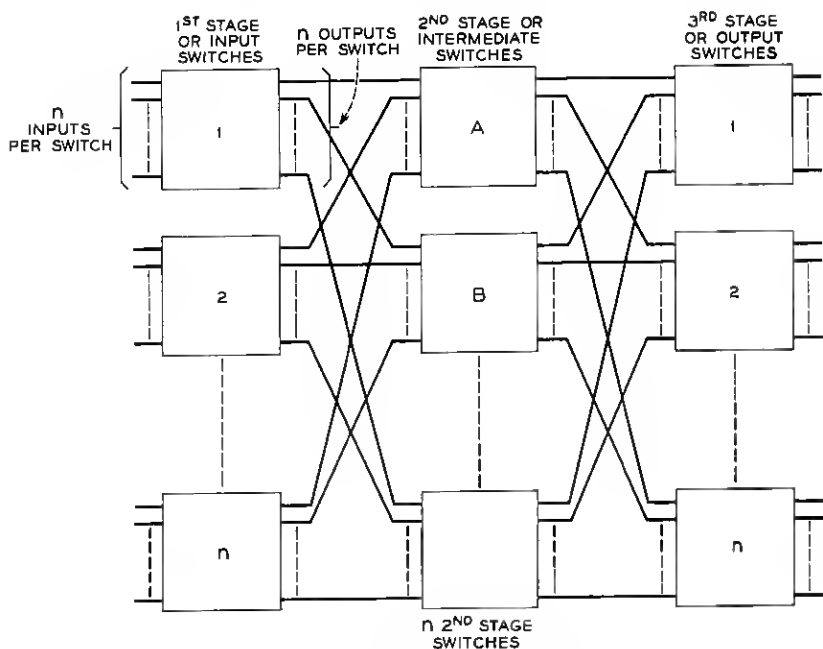 1ST STAGE
OR INPUT
SWITCHES
n OUTPUTS
PER SWITCH
2ND STAGE OR
INTERMEDIATE
SWITCHES
3RD STAGE
OR OUTPUT
SWITCHES
n
INPUTS
PER SWITCH
1
A
1
2
B
2
n
n
n 2ND STAGE
SWITCHES